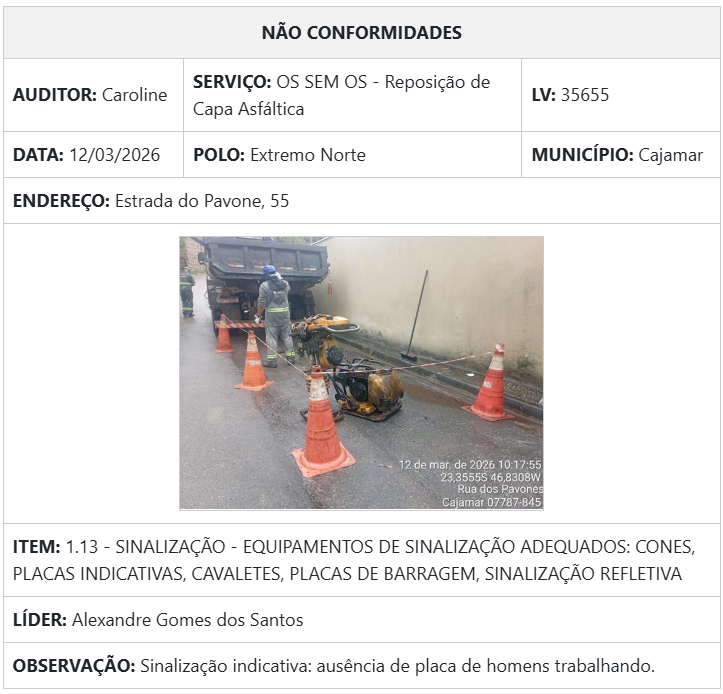 NÃO CONFORMIDADES
AUDITOR: Caroline
SERVIÇO: OS SEM OS - Reposição de
Capa Asfáltica
LV: 35655
DATA: 12/03/2026
POLO: Extremo Norte
MUNICÍPIO: Cajamar
ENDEREÇO: Estrada do Pavone, 55
12 de mar. de 2026 10:17:55
23,3555S 46,8308W
Rua dos Pavones
Cajamar 07787-845
ITEM: 1.13 - SINALIZAÇÃO - EQUIPAMENTOS DE SINALIZAÇÃO ADEQUADOS: CONES,
PLACAS INDICATIVAS, CAVALETES, PLACAS DE BARRAGEM, SINALIZAÇÃO REFLETIVA
LÍDER: Alexandre Gomes dos Santos
OBSERVAÇÃO: Sinalização indicativa: ausência de placa de homens trabalhando.